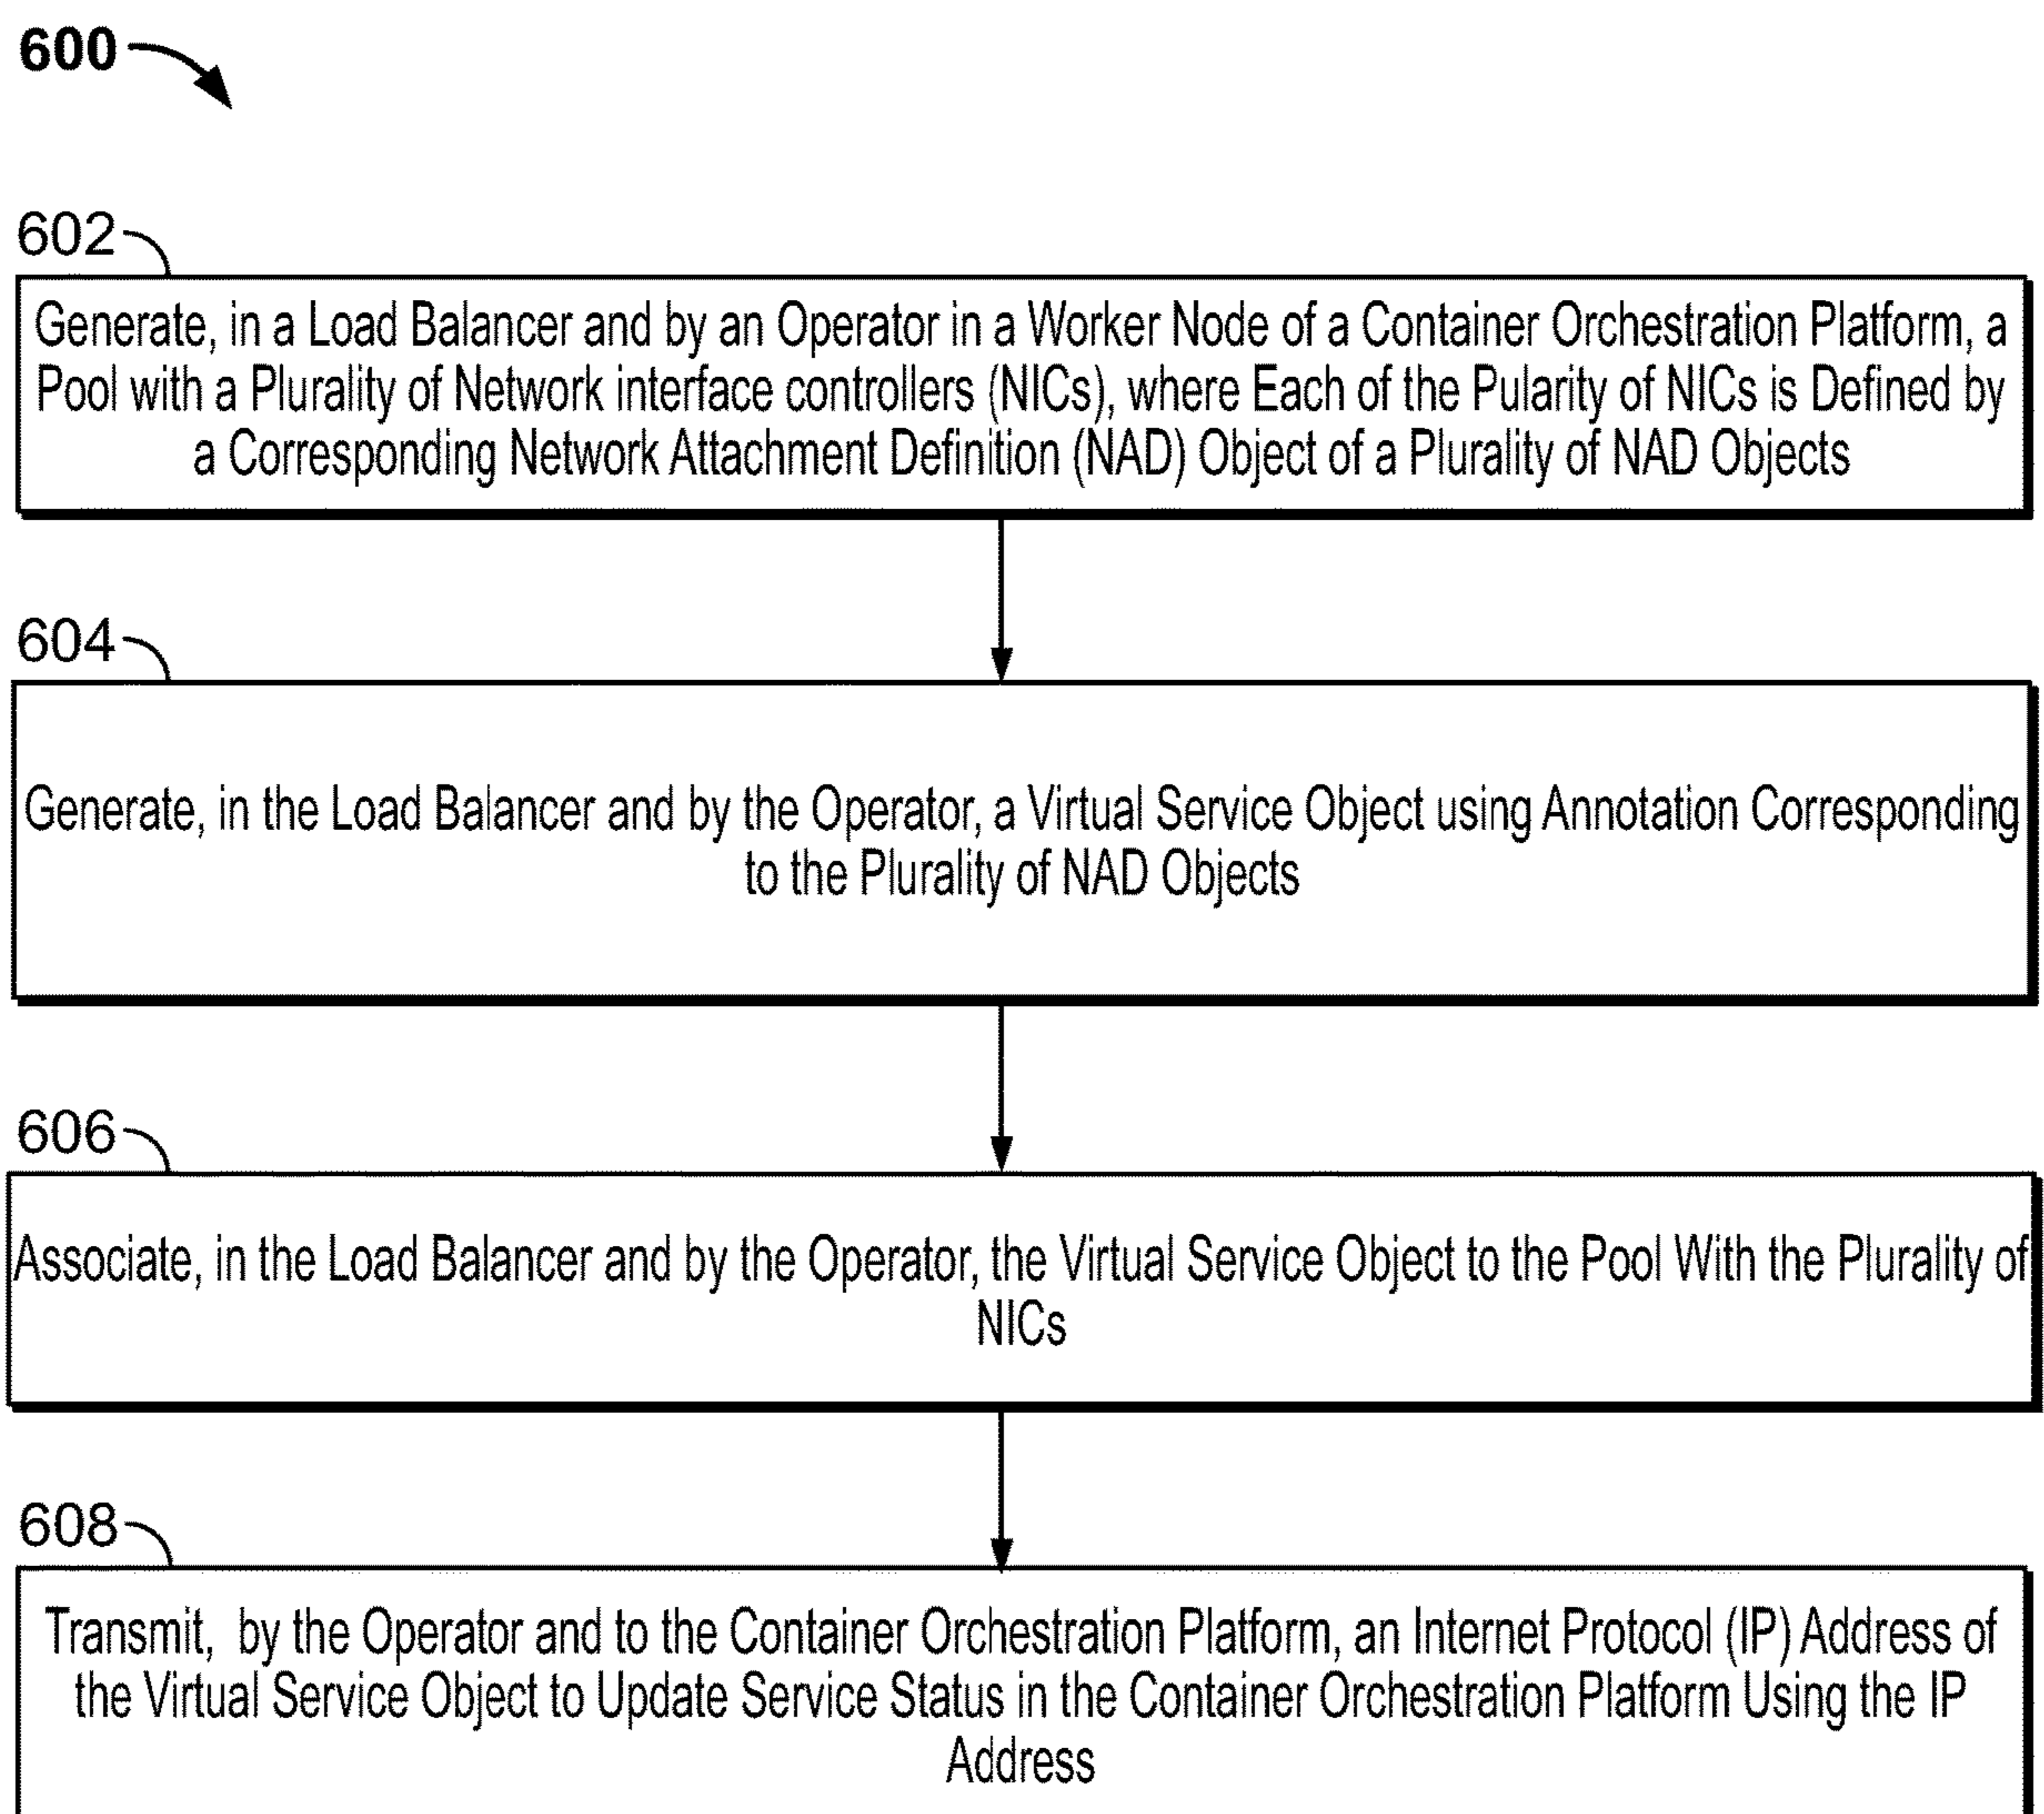 600
602
Generate, in a Load Balancer and by an Operator in a Worker Node of a Container Orchestration Platform, a
Pool with a Plurality of Network interface controllers (NICs), where Each of the Pularity of NICs is Defined by
a Corresponding Network Attachment Definition (NAD) Object of a Plurality of NAD Objects
604
Generate, in the Load Balancer and by the Operator, a Virtual Service Object using Annotation Corresponding
to the Plurality of NAD Objects
606
Associate, in the Load Balancer and by the Operator, the Virtual Service Object to the Pool With the Plurality of
NICs
608
Transmit, by the Operator and to the Container Orchestration Platform, an Internet Protocol (IP) Address of
the Virtual Service Object to Update Service Status in the Container Orchestration Platform Using the IP
Address